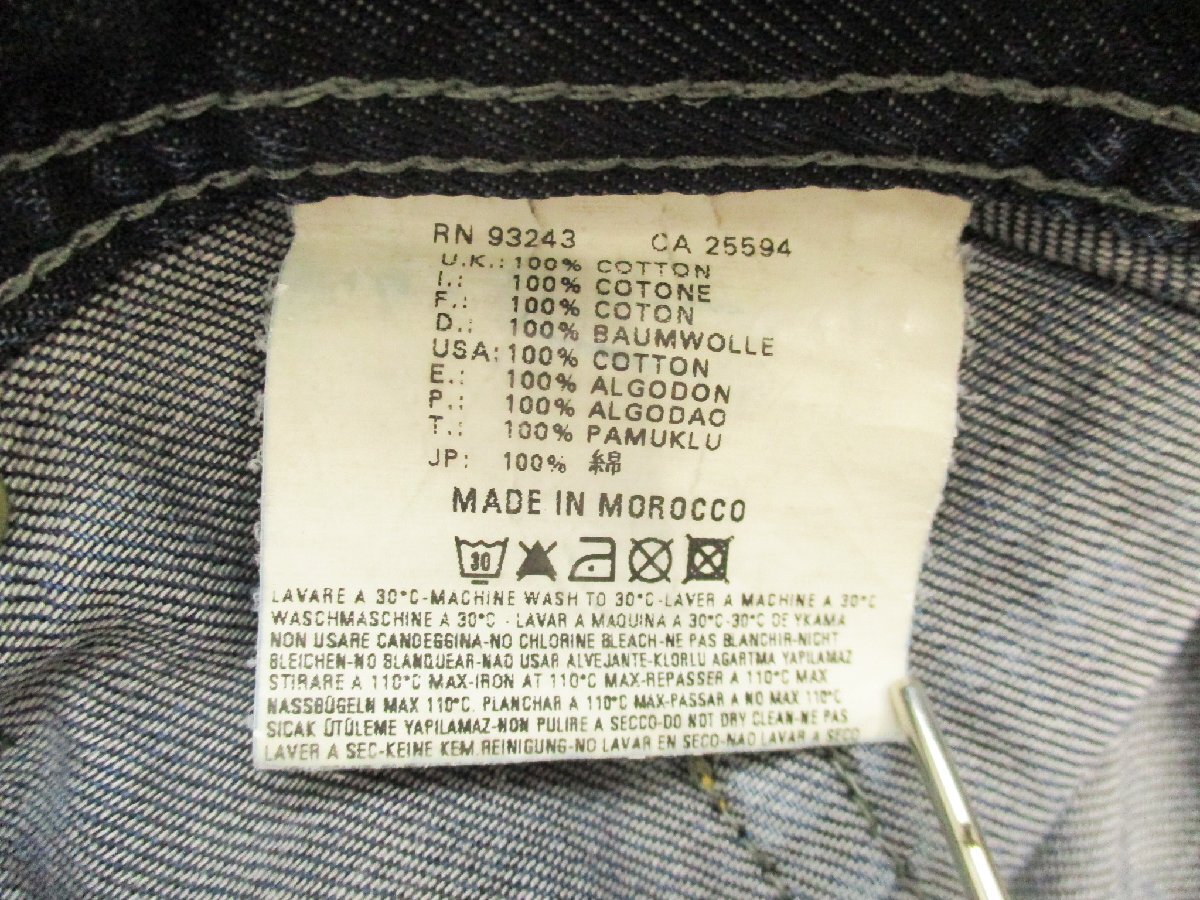 RN 93243 CA 25594
U.K.: 100% COTTON
I.: 100% COTONE
F.: 100% COTON
D.: 100% BAUMWOLLE
USA: 100% COTTON
E.: 100% ALGODON
P.: 100% ALGODAO
T.: 100% PAMUKLU
JP: 100% 綿
MADE IN MOROCCO
30
LAVARE A 30°C-MACHINE WASH TO 30°C-LAVER A MACHINE A 30°C
WASCHMASCHINE A 30°C - LAVAR A MAQUINA A 30°C-30°C DE YKAMA
NON USARE CANDEGGINA-NO CHLORINE BLEACH-NE PAS BLANCHIR-NICHT
BLEICHEN-NO BLANQUEAR-NAO USAR ALVEJANTE-KLORLU AGARTMA YAPILAMAZ
STIRARE A 110°C MAX-IRON AT 110°C MAX-REPASSER A 110°C MAX
NASSBÜGELN MAX 110°C. PLANCHAR A 110°C MAX-PASSAR A NO MAX 110°C
SICAK ÜTÜLEME YAPILAMAZ-NON PULIRE A SECCO-DO NOT DRY CLEAN-NE PAS
LAVER A SEC-KEINE KEM.REINIGUNG-NO LAVAR EN SECO-NAO LAVAR A SECO